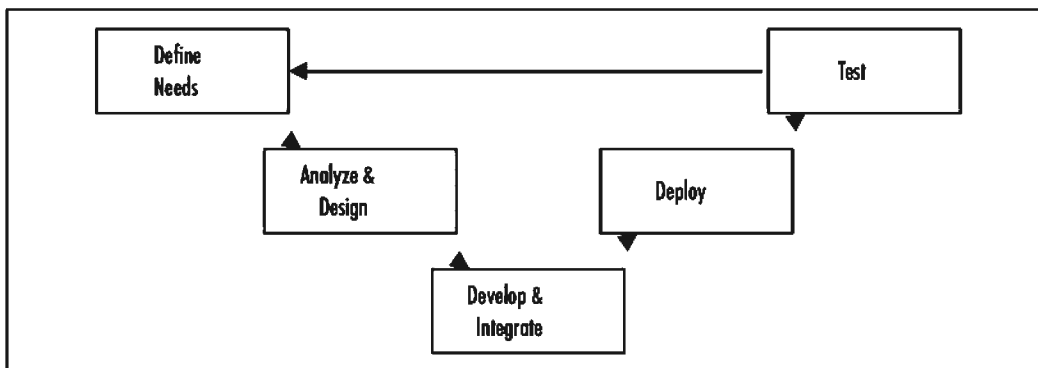 Define
Needs
Test
Analyze &
Design
Deploy
Develop &
Integrate